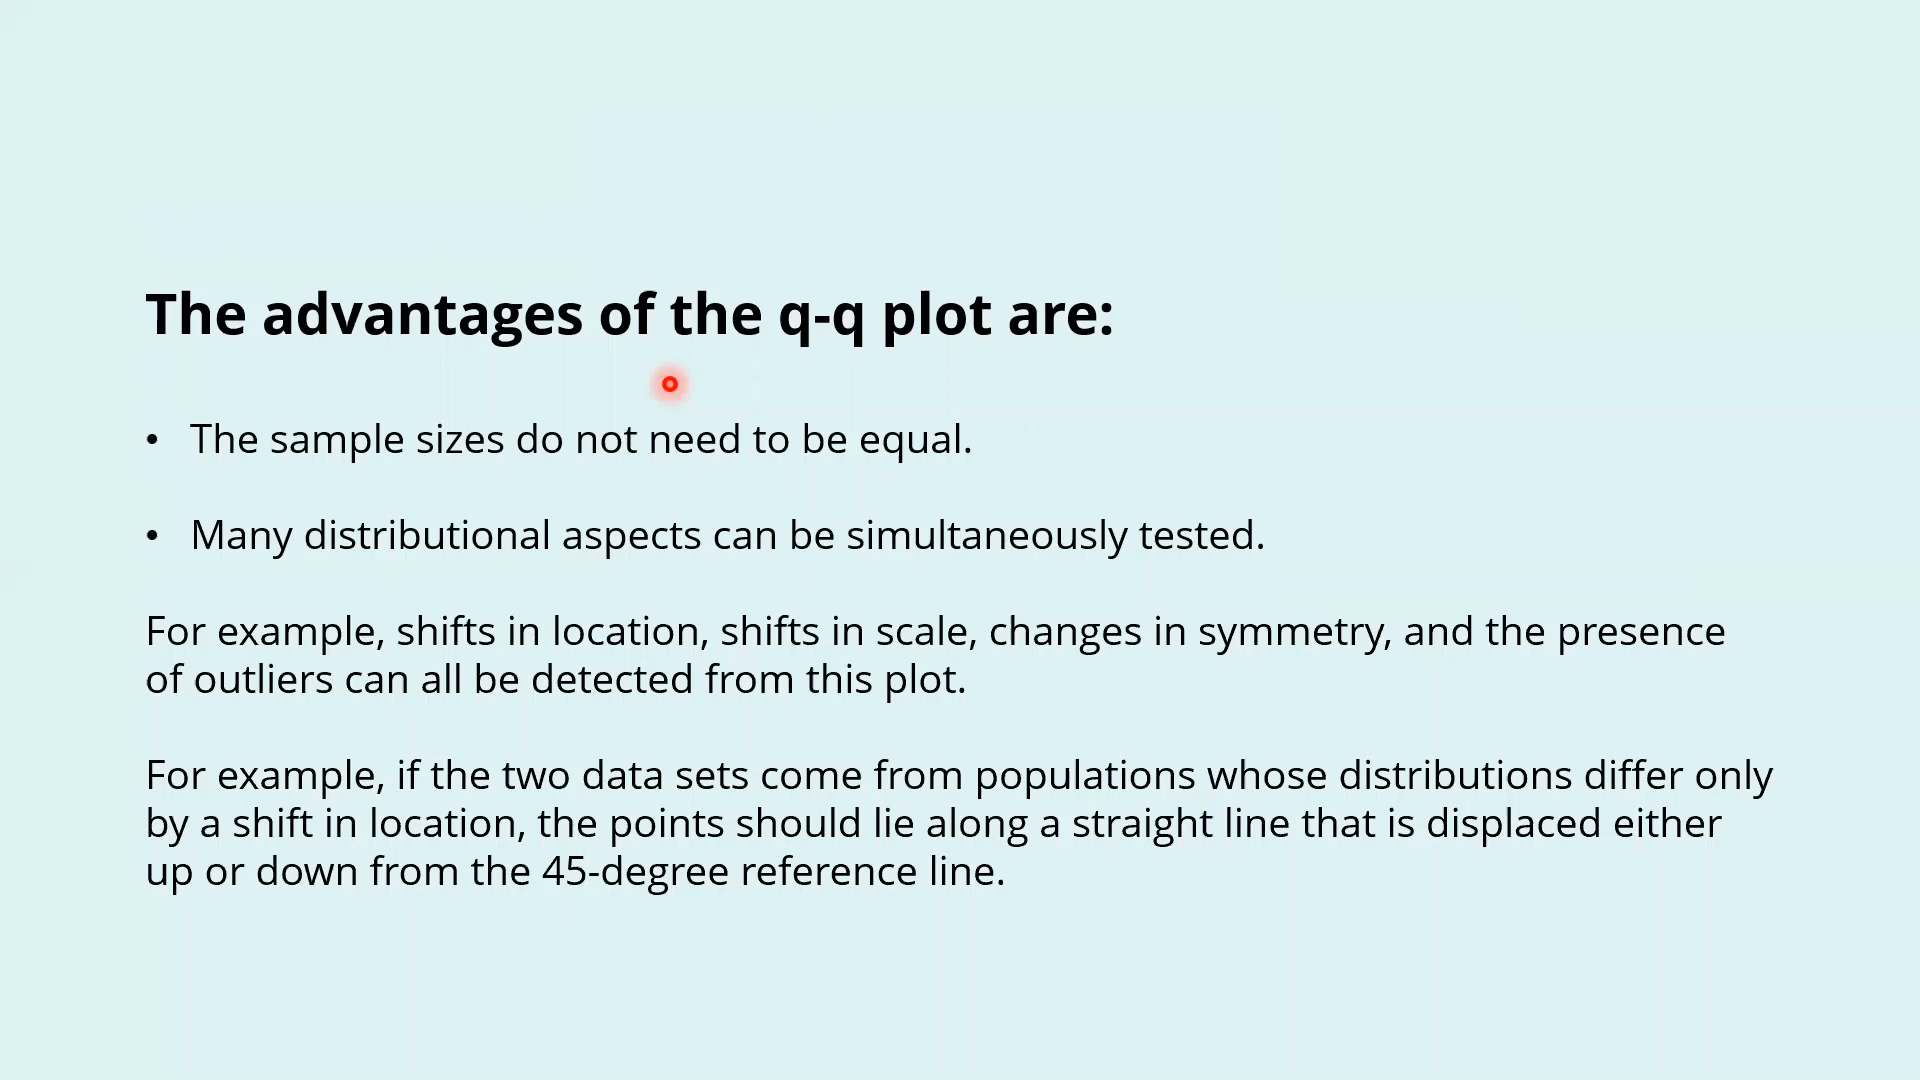 The advantages of the q-q plot are:
• The sample sizes do not need to be equal.
• Many distributional aspects can be simultaneously tested.
For example, shifts in location, shifts in scale, changes in symmetry, and the presence
of outliers can all be detected from this plot.
For example, if the two data sets come from populations whose distributions differ only
by a shift in location, the points should lie along a straight line that is displaced either
up or down from the 45-degree reference line.